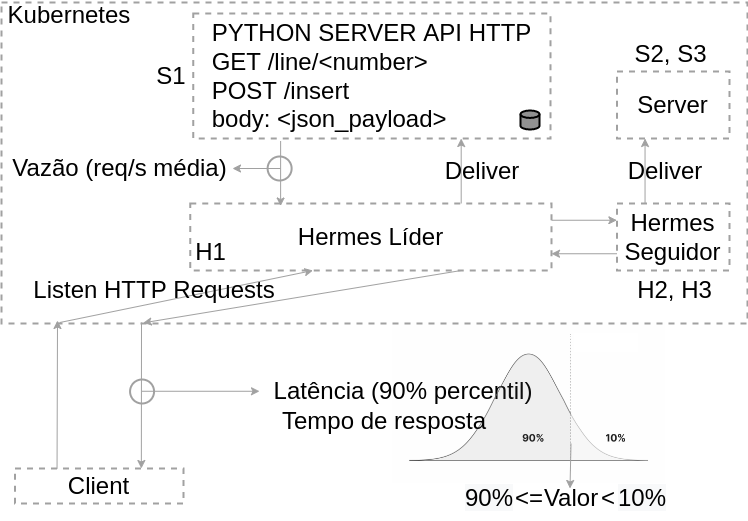 Kubernetes
PYTHON SERVER API HTTP
GET /line/<number>
POST /insert
body: <json_payload>
S1
S2, S3
Server
Vazão (req/s média)
Deliver
Deliver
Hermes Líder
H1
Hermes
Seguidor
H2, H3
Listen HTTP Requests
Latência (90% percentil)
Tempo de resposta
90%
10%
Client
90%<=Valor<10%